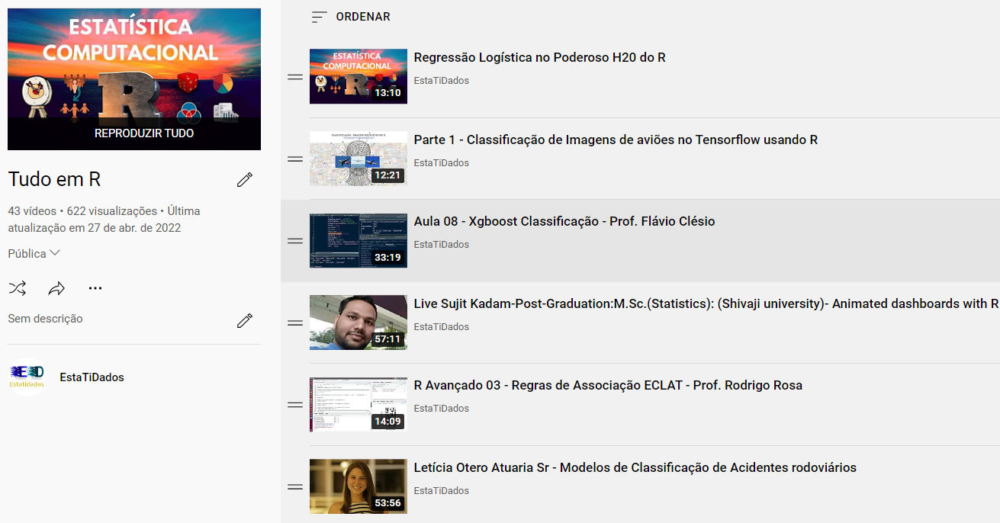 ESTATÍSTICA
COMPUTACIONAL
R
REPRODUZIR TUDO
Tudo em R
43 vídeos • 622 visualizações • Última
atualização em 27 de abr. de 2022
Pública
Sem descrição
Estatidados
EstaTiDados
ORDENAR
ESTATÍSTICA
COMPUTACIONAL
R
13:10
Regressão Logística no Poderoso H20 do R
EstaTiDados
12:21
Parte 1 - Classificação de Imagens de aviões no Tensorflow usando R
EstaTiDados
33:19
Aula 08 - Xgboost Classificação - Prof. Flávio Clésio
EstaTiDados
57:11
Live Sujit Kadam-Post-Graduation:M.Sc.(Statistics): (Shivaji university)- Animated dashboards with R
EstaTiDados
14:09
R Avançado 03 - Regras de Associação ECLAT - Prof. Rodrigo Rosa
EstaTiDados
53:56
Letícia Otero Atuaria Sr - Modelos de Classificação de Acidentes rodoviários
EstaTiDados